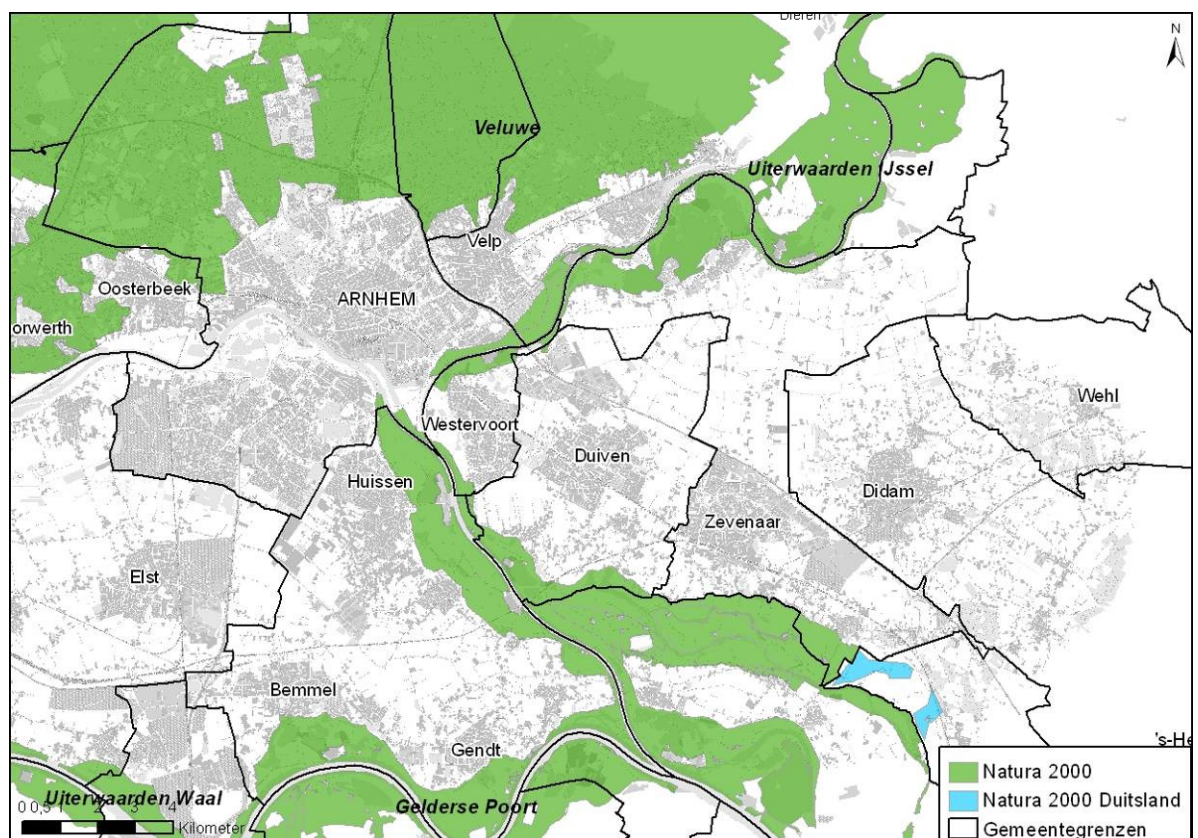 Dieren
N
Veluwe
Uiterwaarden IJssel
Velp
Oosterbeek
ARNHEM
orwerth
Wehl
Westervoort
Duiven
Huissen
Didam
Zevenaar
Elst
Bemmel
Gendt
's-He
Uiterwaarden Waal
Gelderse Poort
0 0,5 1 2 3 4
Kilometer
Natura 2000
Natura 2000 Duitsland
Gemeentegrenzen